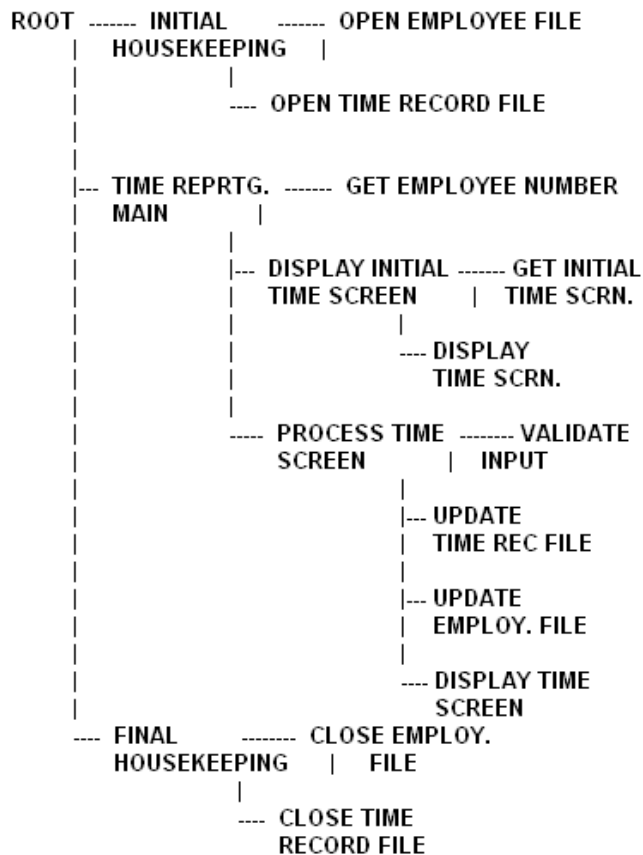 ROOT ------- INITIAL ------- OPEN EMPLOYEE FILE
HOUSEKEEPING
---- OPEN TIME RECORD FILE
TIME REPRTG. ------- GET EMPLOYEE NUMBER
MAIN
DISPLAY INITIAL ------- GET INITIAL
TIME SCREEN TIME SCRN.
DISPLAY
TIME SCRN.
PROCESS TIME -------- VALIDATE
SCREEN INPUT
UPDATE
TIME REC FILE
UPDATE
EMPLOY. FILE
DISPLAY TIME
SCREEN
FINAL -------- CLOSE EMPLOY.
HOUSEKEEPING FILE
CLOSE TIME
RECORD FILE